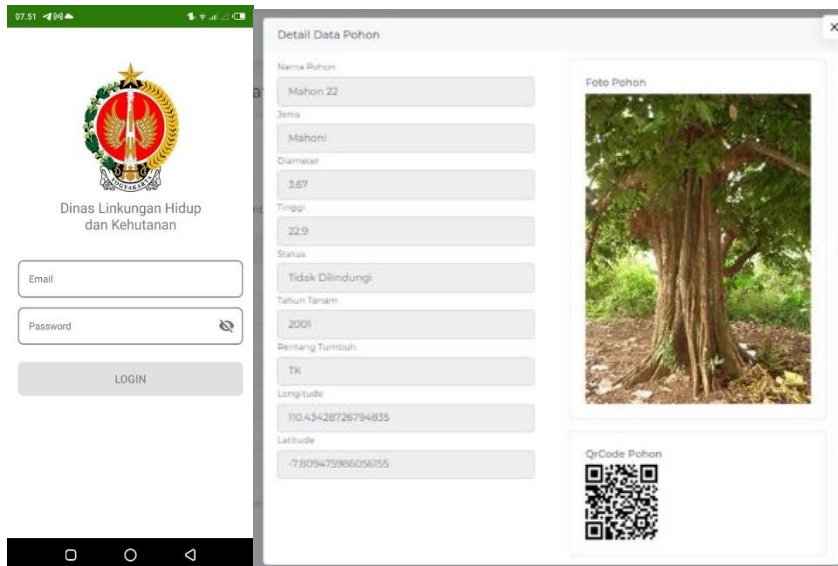 07.51
YOGYAKARTA
Dinas Linkungan Hidup
dan Kehutanan
Email
Password
LOGIN
Detail Data Pohon
Nama Pohon
Mahon 22
Jenis
Mahoni
Diameter
3.67
Tinggi
22.9
Status
Tidak Dilindungi
Tahun Tanam
2001
Rentang Tumbuh
TK
Longitude
110.43428726794835
Latitude
-7.809475986056155
Foto Pohon
QrCode Pohon